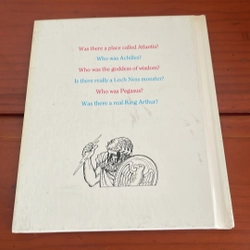 Was there a place called Atlantis?
Who was Achilles?
Who was the goddess of wisdom?
Is there really a Loch Ness monster?
Who was Pegasus?
Was there a real King Arthur?